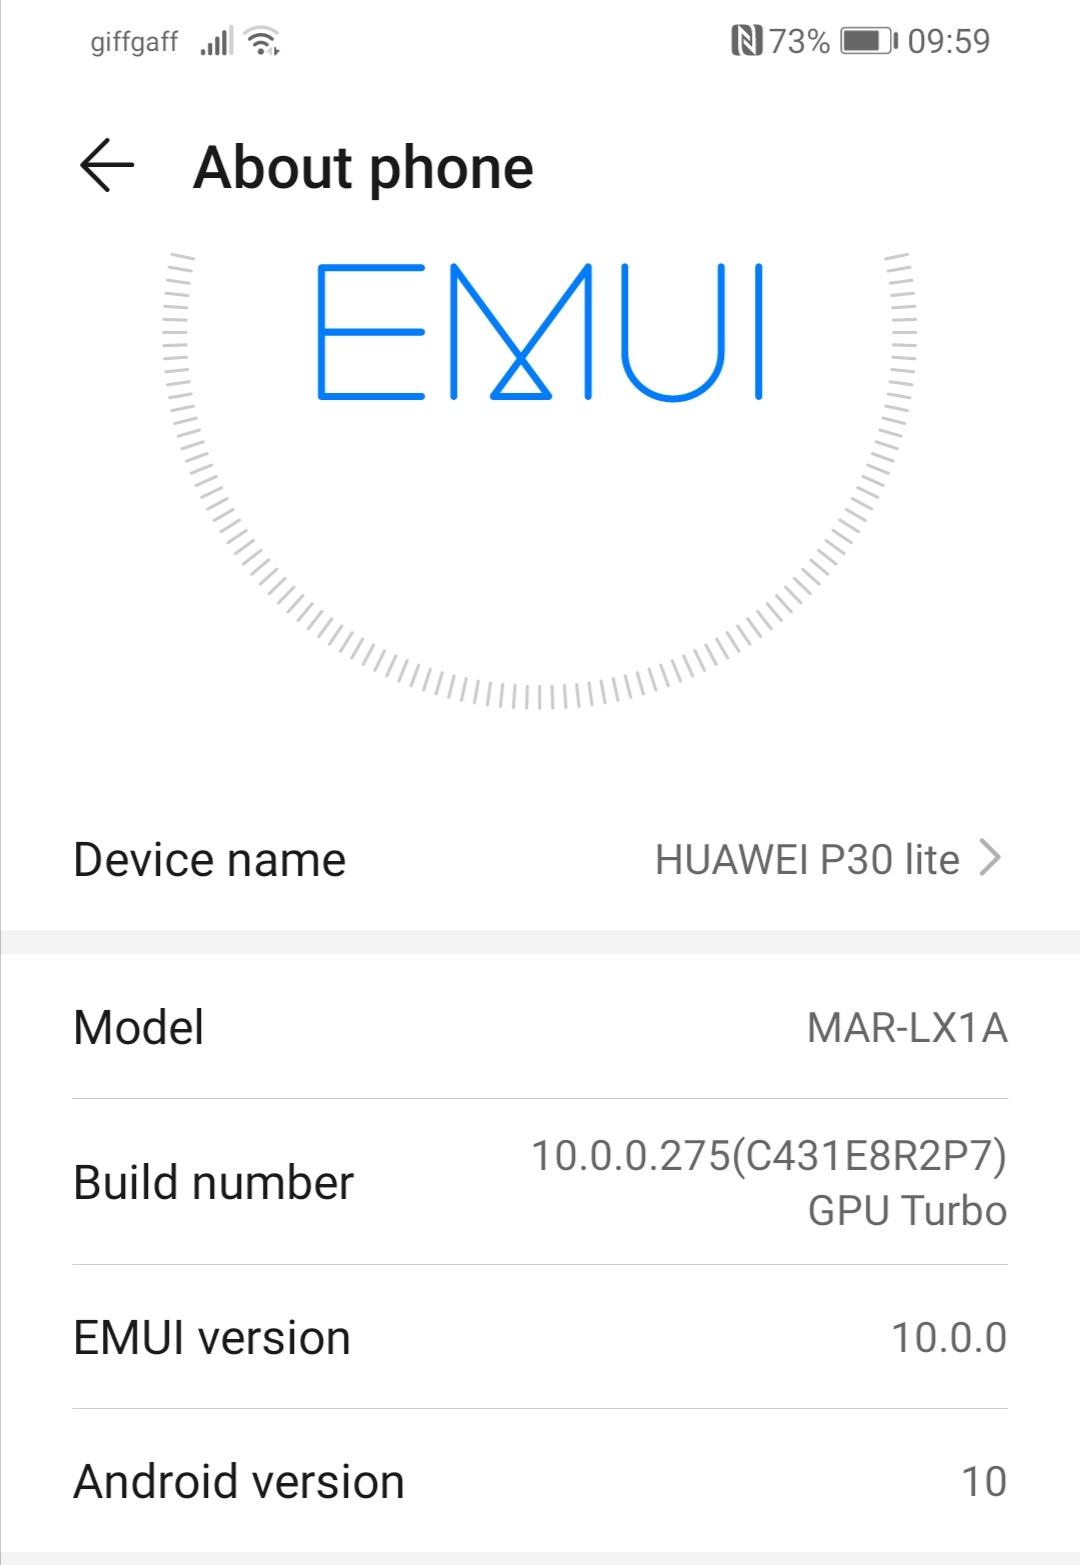 giffgaff 73% 09:59
About phone
EMUI
Device name HUAWEI P30 lite
Model MAR-LX1A
Build number 10.0.0.275(C431E8R2P7)
GPU Turbo
EMUI version 10.0.0
Android version 10